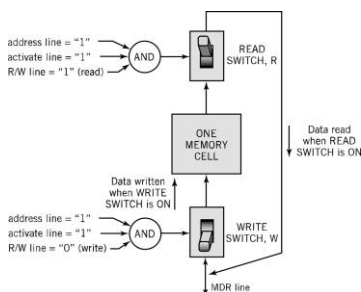 address line = “1”
activate line = “1”
R/W line = “1” (read)
AND
READ
SWITCH, R
ONE
MEMORY
CELL
Data read
when READ
SWITCH is ON
Data written
when WRITE
SWITCH is ON
address line = “1”
activate line = “1”
R/W line = “0” (write)
AND
WRITE
SWITCH, W
MDR line